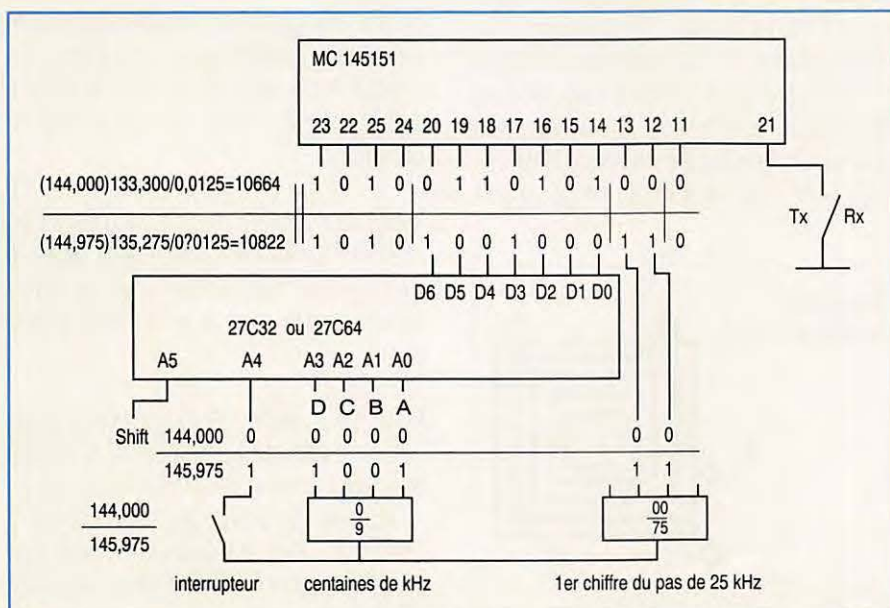 MC 145151
23 22 25 24 20 19 18 17 16 15 14 13 12 11 21
(144,000)133,300/0,0125=10664 1 0 1 0 0 1 1 0 1 0 1 0 0 0
Tx Rx
(144,975)135,275/0?0125=10822 1 0 1 0 1 0 0 1 0 0 0 1 1 0
D6 D5 D4 D3 D2 D1 D0
27C32 ou 27C64
A5 A4 A3 A2 A1 A0
D C B A
Shift 144,000 0 0 0 0 0 0 0
145,975 1 1 0 0 1 1 1
144,000
145,975
0
9
00
75
interrupteur centaines de kHz 1er chiffre du pas de 25 kHz